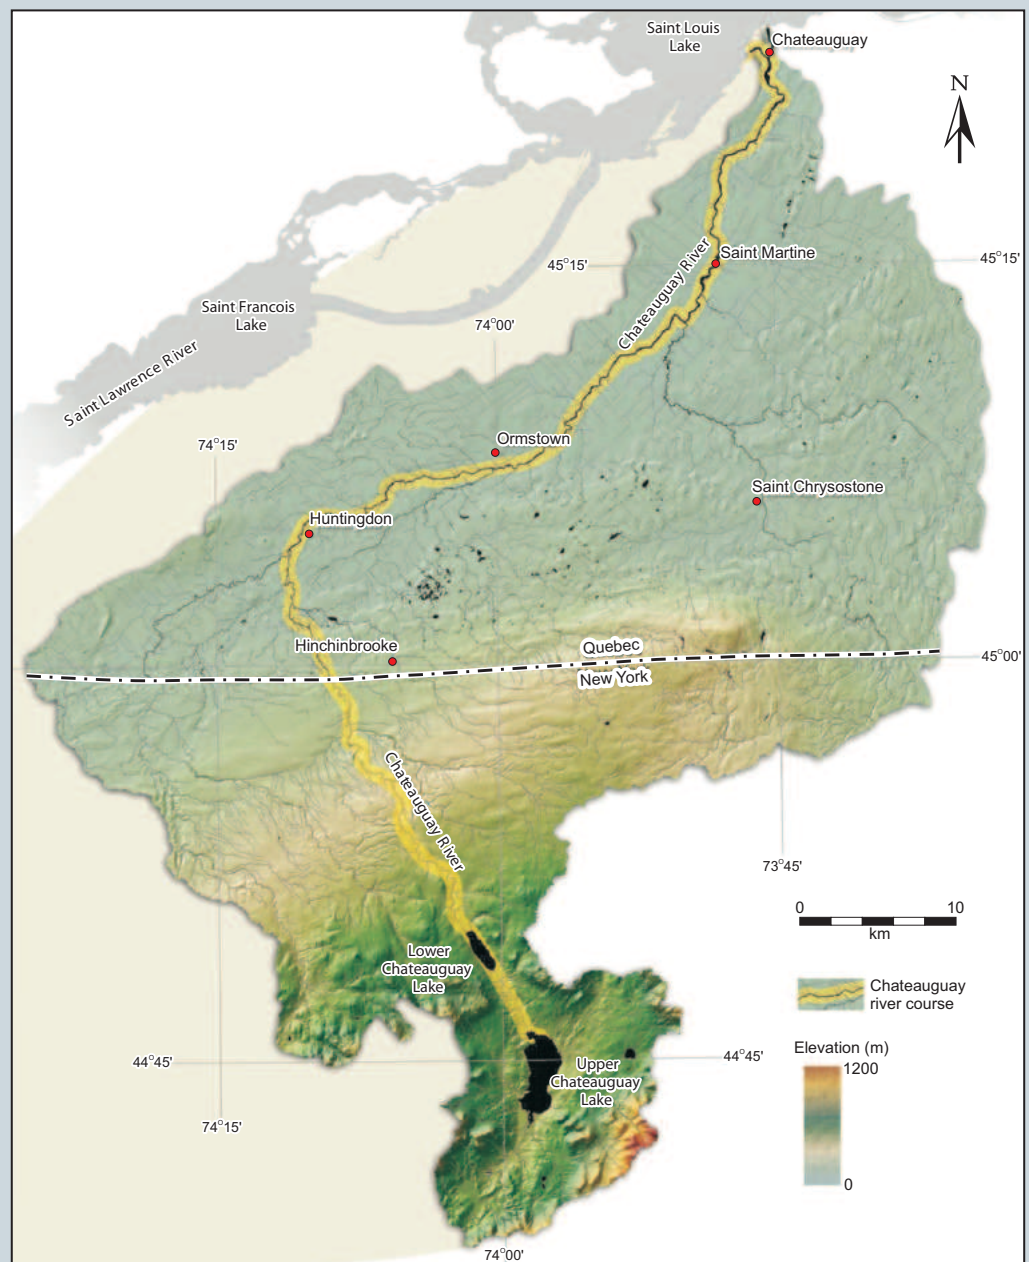 Saint Louis
Lake
Chateauguay
N
Chateauguay River
Saint Martine
45°15'
45°15'
Saint Francois
Lake
74°00'
Saint Lawrence River
74°15'
Ormstown
Saint Chrysostone
Huntingdon
Hinchinbrooke
Quebec
New York
45°00'
Chateauguay River
73°45'
0
10
km
Lower
Chateauguay
Lake
Chateauguay
river course
44°45'
44°45'
Elevation (m)
1200
0
Upper
Chateauguay
Lake
74°15'
74°00'